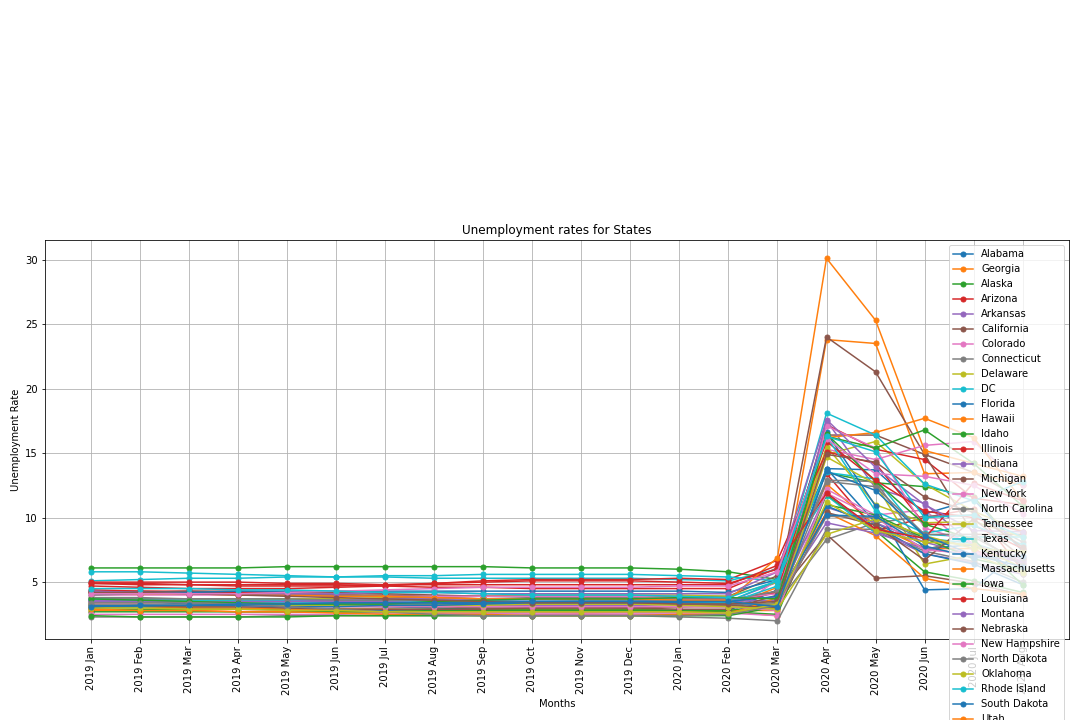 Unemployment rates for States
Unemployment Rate
30
25
20
15
10
5
2019 Jan
2019 Feb
2019 Mar
2019 Apr
2019 May
2019 Jun
2019 Jul
2019 Aug
2019 Sep
2019 Oct
2019 Nov
2019 Dec
2020 Jan
2020 Feb
2020 Mar
2020 Apr
2020 May
2020 Jun
2020 Jul
Months
Alabama
Georgia
Alaska
Arizona
Arkansas
California
Colorado
Connecticut
Delaware
DC
Florida
Hawaii
Idaho
Illinois
Indiana
Michigan
New York
North Carolina
Tennessee
Texas
Kentucky
Massachusetts
Iowa
Louisiana
Montana
Nebraska
New Hampshire
North Dakota
Oklahoma
Rhode Island
South Dakota
Utah